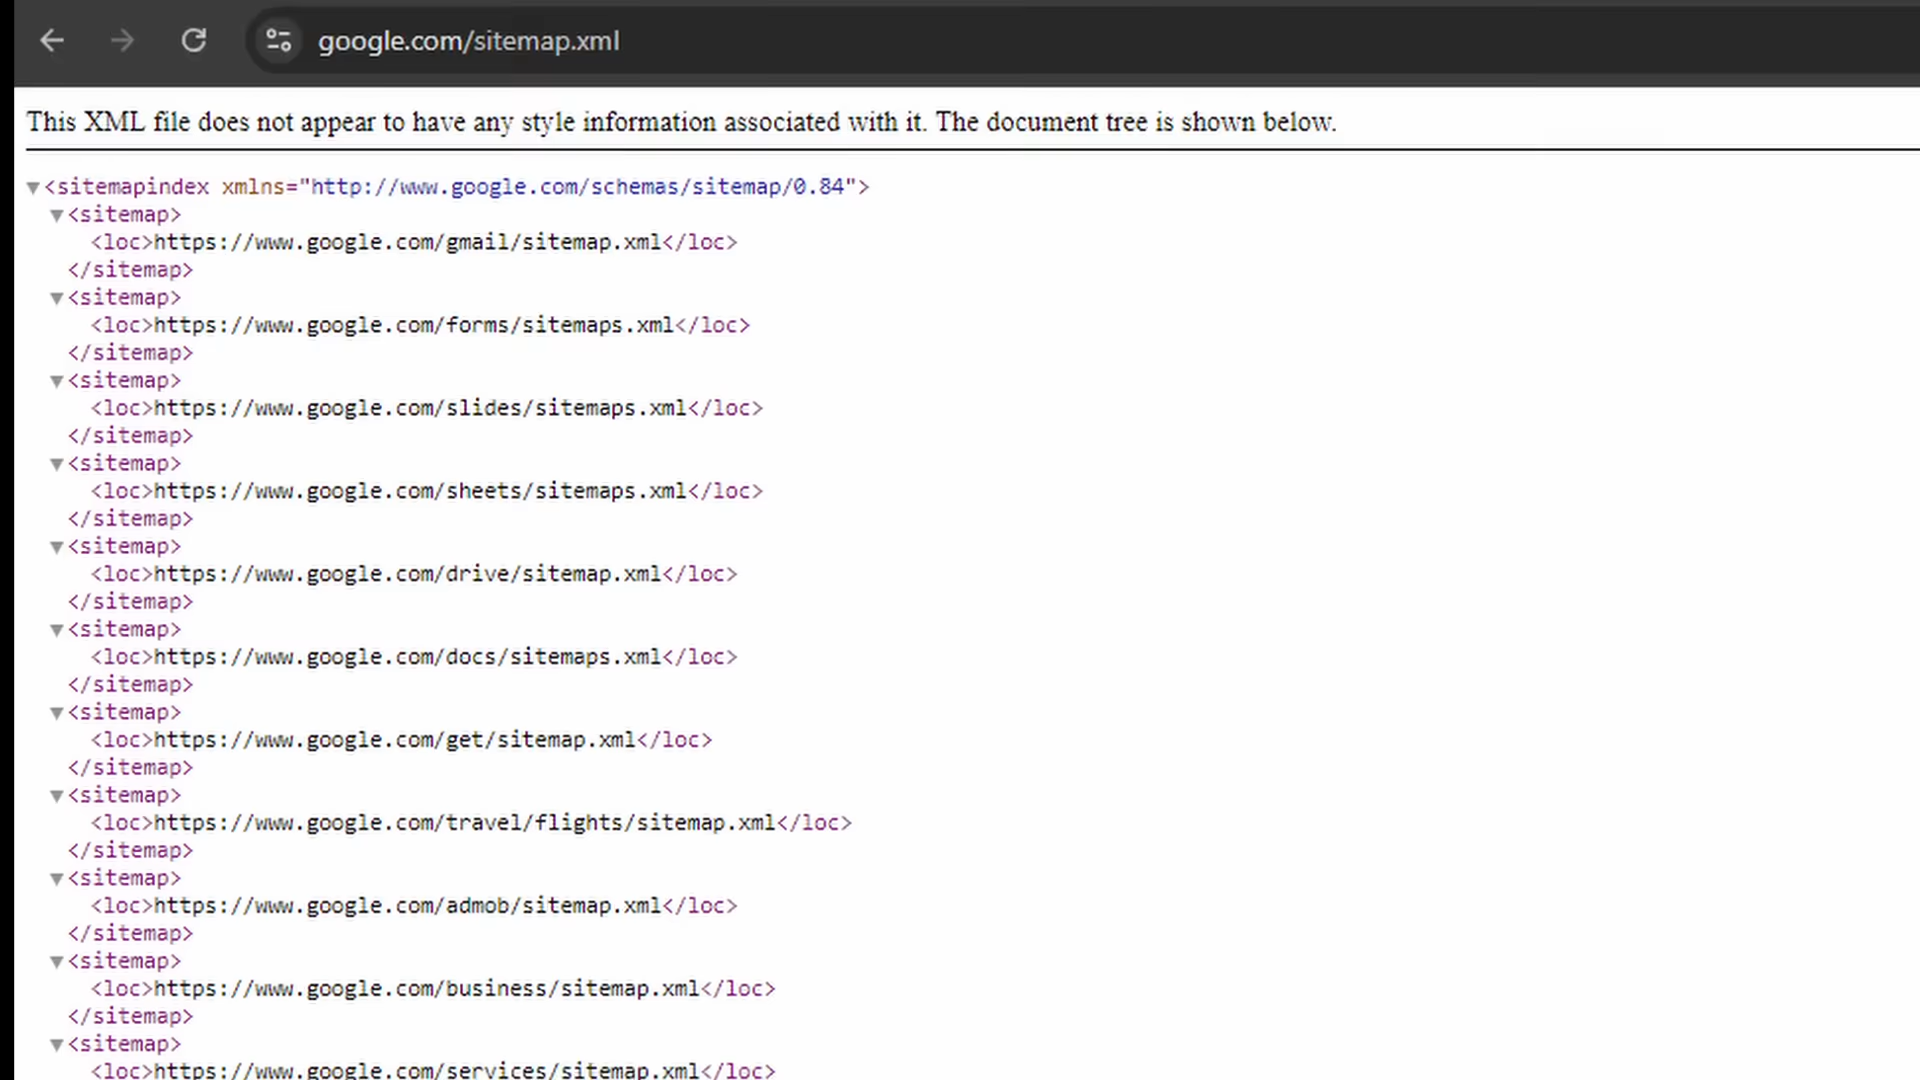 google.com/sitemap.xml
This XML file does not appear to have any style information associated with it. The document tree is shown below.
▼<sitemapindex xmlns="http://www.google.com/schemas/sitemap/0.84">
▼<sitemap>
<loc>https://www.google.com/gmail/sitemap.xml</loc>
</sitemap>
▼<sitemap>
<loc>https://www.google.com/forms/sitemaps.xml</loc>
</sitemap>
▼<sitemap>
<loc>https://www.google.com/slides/sitemaps.xml</loc>
</sitemap>
▼<sitemap>
<loc>https://www.google.com/sheets/sitemaps.xml</loc>
</sitemap>
▼<sitemap>
<loc>https://www.google.com/drive/sitemap.xml</loc>
</sitemap>
▼<sitemap>
<loc>https://www.google.com/docs/sitemaps.xml</loc>
</sitemap>
▼<sitemap>
<loc>https://www.google.com/get/sitemap.xml</loc>
</sitemap>
▼<sitemap>
<loc>https://www.google.com/travel/flights/sitemap.xml</loc>
</sitemap>
▼<sitemap>
<loc>https://www.google.com/admob/sitemap.xml</loc>
</sitemap>
▼<sitemap>
<loc>https://www.google.com/business/sitemap.xml</loc>
</sitemap>
▼<sitemap>
<loc>https://www.google.com/services/sitemap.xml</loc>